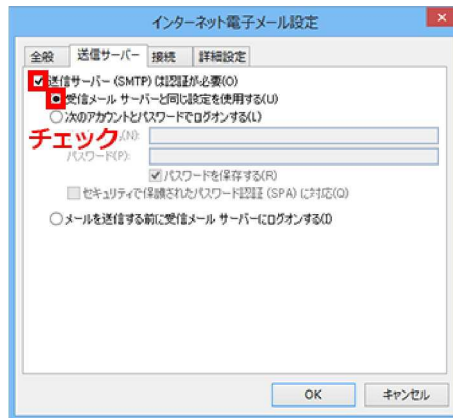 インターネット電子メール設定
全般 送信サーバー 接続 詳細設定
送信サーバー (SMTP) は認証が必要(O)
受信メール サーバーと同じ設定を使用する(U)
次のアカウントとパスワードでログオンする(L)
チェック (N):
パスワード(P):
パスワードを保存する(R)
セキュリティで保護されたパスワード認証 (SPA) に対応(Q)
メールを送信する前に受信メール サーバーにログオンする(I)
OK キャンセル